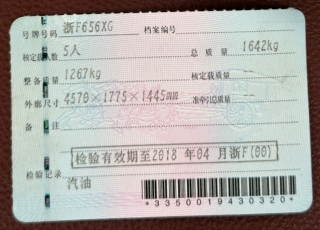 号牌号码 浙F656XG 档案编号
核定载人数 5人 总质量 1642kg
整备质量 1267kg 核定载质量 --
外廓尺寸 4570×1775×1445mm 准牵引总质量 --
备注
检验有效期至2018 年04 月浙F(00)
检验记录 汽油
*3350019430320*